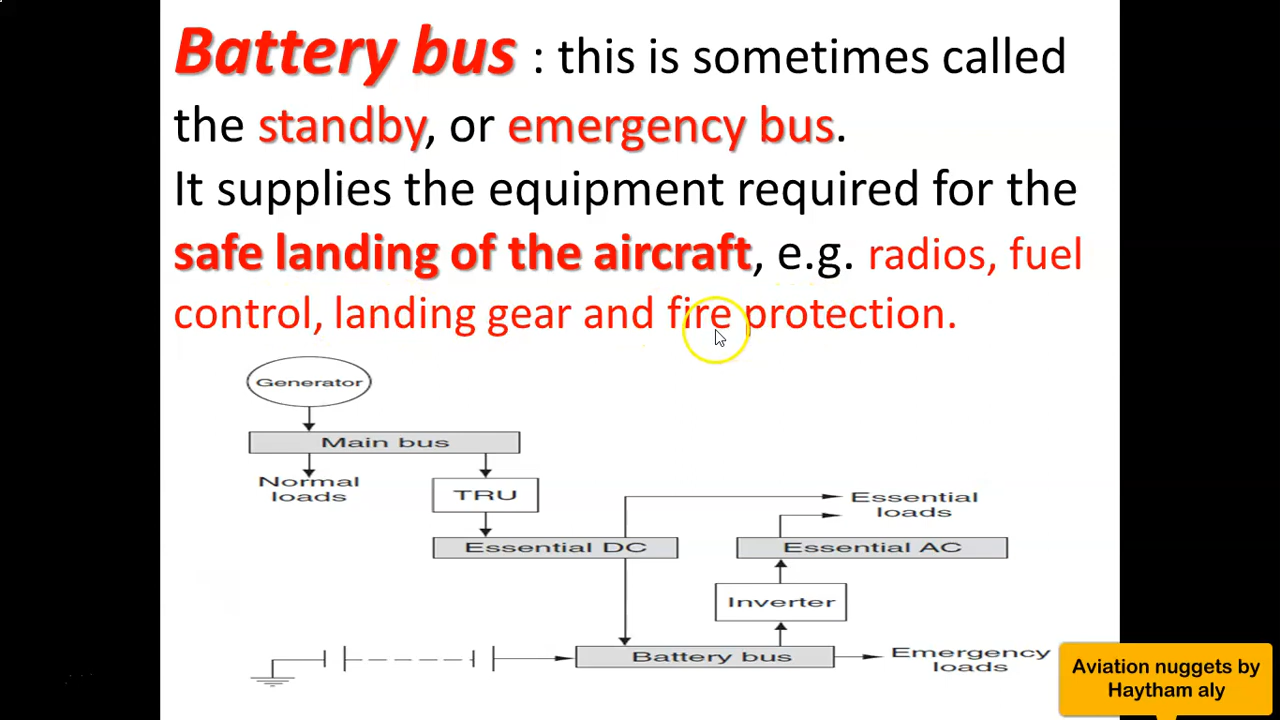 Battery bus : this is sometimes called
the standby, or emergency bus.
It supplies the equipment required for the
safe landing of the aircraft, e.g. radios, fuel
control, landing gear and fire protection.
Generator
Main bus
Normal
loads
TRU
Essential
loads
Essential DC
Essential AC
Inverter
Battery bus
Emergency
loads
Aviation nuggets by
Haytham aly